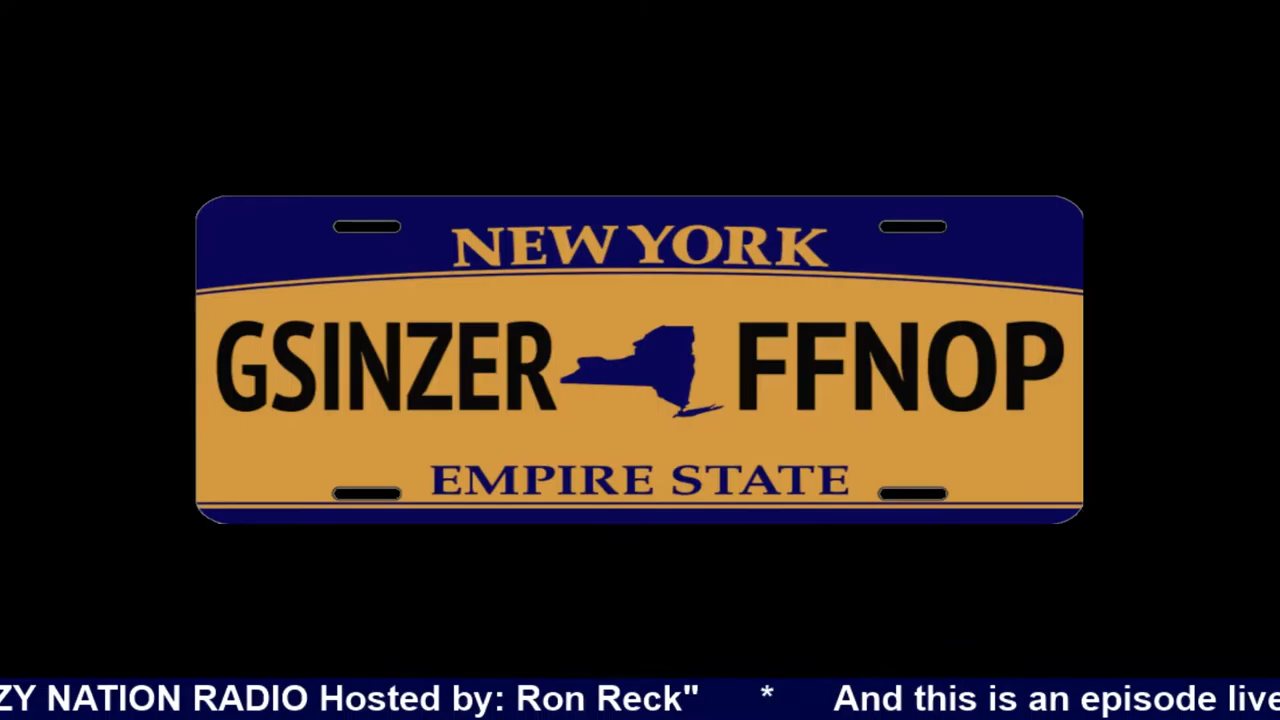 NEW YORK
GSINZER FFNOP
EMPIRE STATE
ZY NATION RADIO Hosted by: Ron Reck" * And this is an episode live